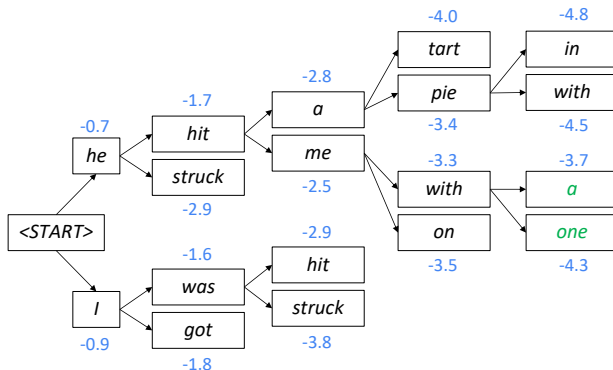 -4.0 -4.8
tart in
-2.8
-1.7 a pie with
-0.7 hit -3.4 -4.5
he me -3.3 -3.7
struck -2.5 with a
-2.9
<START> -2.9 on one
-1.6 hit -3.5 -4.3
was
I struck
got
-0.9 -3.8
-1.8